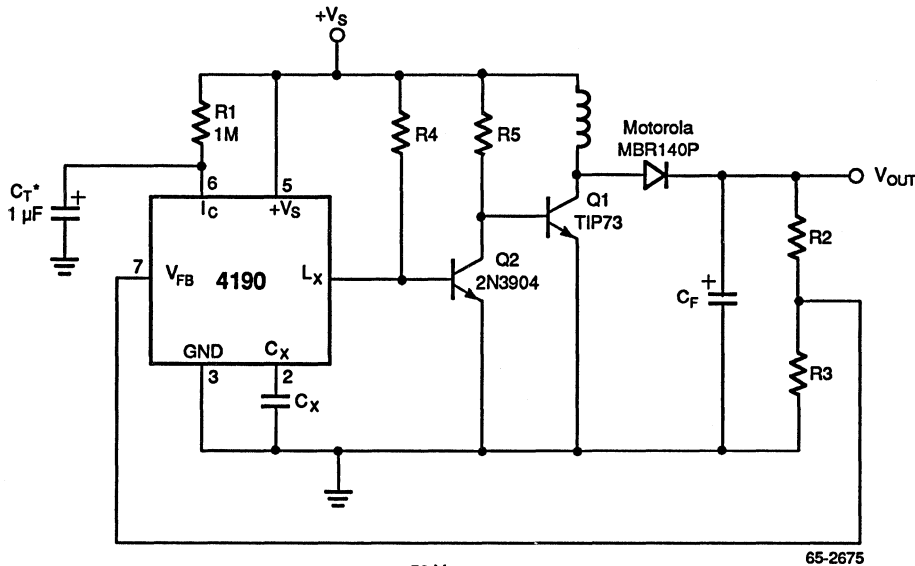 +VS
R1
1M
R4
R5
Motorola
MBR140P
CT*
1 µF
+
6
5
IC
+VS
Q1
TIP73
VOUT
R2
7
VFB
4190
LX
Q2
2N3904
+
CF
GND
CX
3
2
CX
R3
65-2675